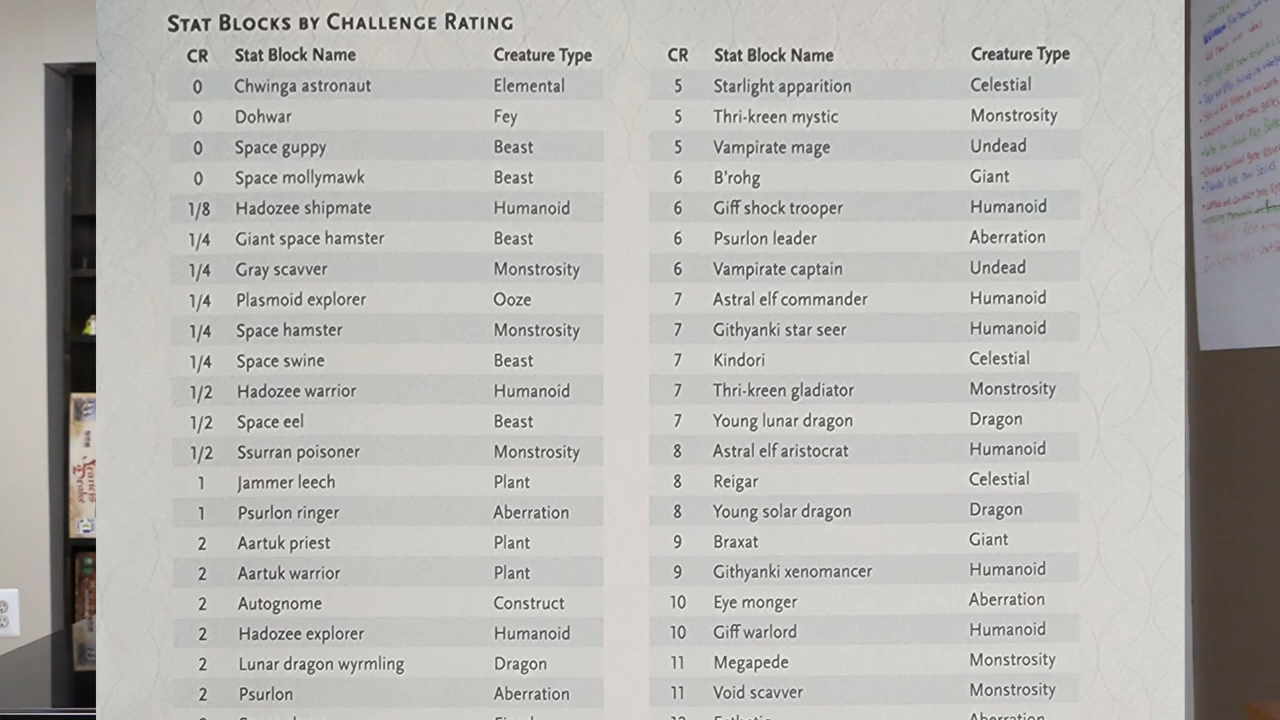 Stat Blocks by Challenge Rating
CR Stat Block Name Creature Type
0 Chwinga astronaut Elemental
0 Dohwar Fey
0 Space guppy Beast
0 Space mollymawk Beast
1/8 Hadozee shipmate Humanoid
1/4 Giant space hamster Beast
1/4 Gray scavver Monstrosity
1/4 Plasmoid explorer Ooze
1/4 Space hamster Monstrosity
1/4 Space swine Beast
1/2 Hadozee warrior Humanoid
1/2 Space eel Beast
1/2 Ssurran poisoner Monstrosity
1 Jammer leech Plant
1 Psurlon ringer Aberration
2 Aartuk priest Plant
2 Aartuk warrior Plant
2 Autognome Construct
2 Hadozee explorer Humanoid
2 Lunar dragon wyrmling Dragon
2 Psurlon Aberration
CR Stat Block Name Creature Type
5 Starlight apparition Celestial
5 Thri-kreen mystic Monstrosity
5 Vampirate mage Undead
6 B'rohg Giant
6 Giff shock trooper Humanoid
6 Psurlon leader Aberration
6 Vampirate captain Undead
7 Astral elf commander Humanoid
7 Githyanki star seer Humanoid
7 Kindori Celestial
7 Thri-kreen gladiator Monstrosity
7 Young lunar dragon Dragon
8 Astral elf aristocrat Humanoid
8 Reigar Celestial
8 Young solar dragon Dragon
9 Braxat Giant
9 Githyanki xenomancer Humanoid
10 Eye monger Aberration
10 Giff warlord Humanoid
11 Megapede Monstrosity
11 Void scavver Monstrosity
Francis
Drake